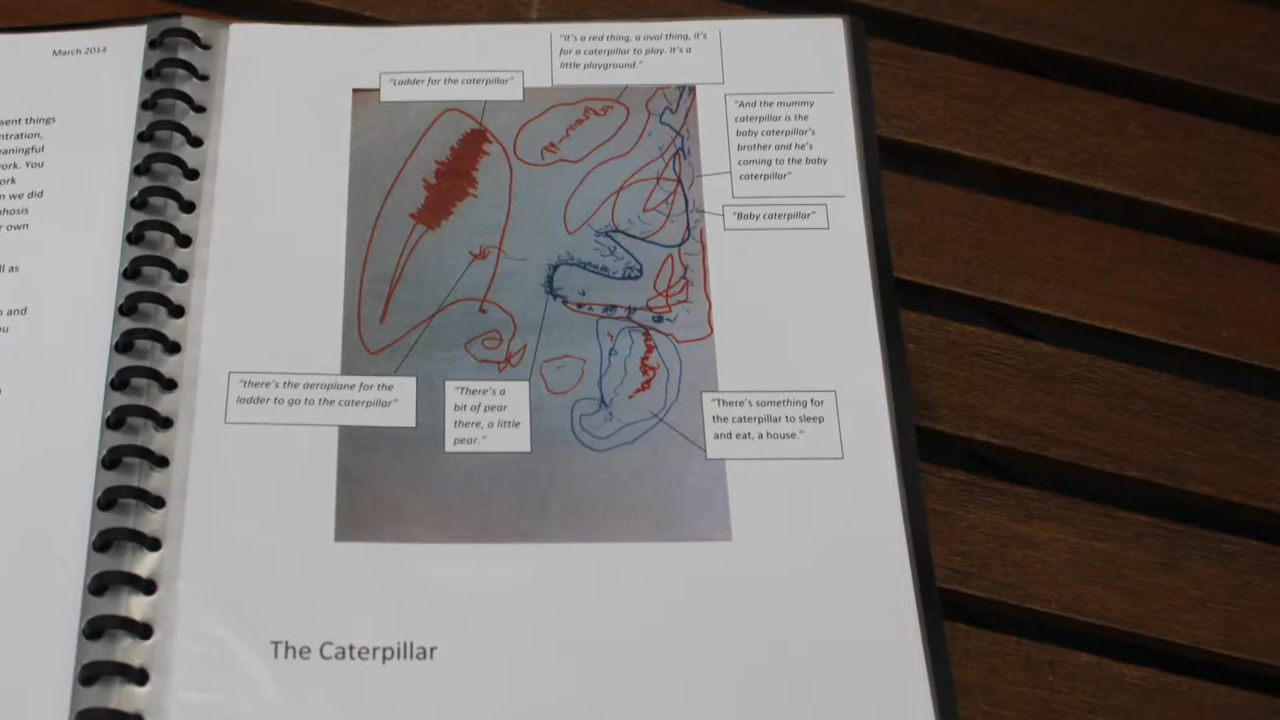 March 2014
sent things
ntration,
eaningful
ork. You
ork
n we did
phosis
r own
ll as
n and
ou
"Ladder for the caterpillar"
"It's a red thing, a oval thing, it's
for a caterpillar to play. It's a
little playground."
"And the mummy
caterpillar is the
baby caterpillar's
brother and he's
coming to the baby
caterpillar"
"Baby caterpillar"
"there's the aeroplane for the
ladder to go to the caterpillar"
"There's a
bit of pear
there, a little
pear."
"There's something for
the caterpillar to sleep
and eat, a house."
The Caterpillar